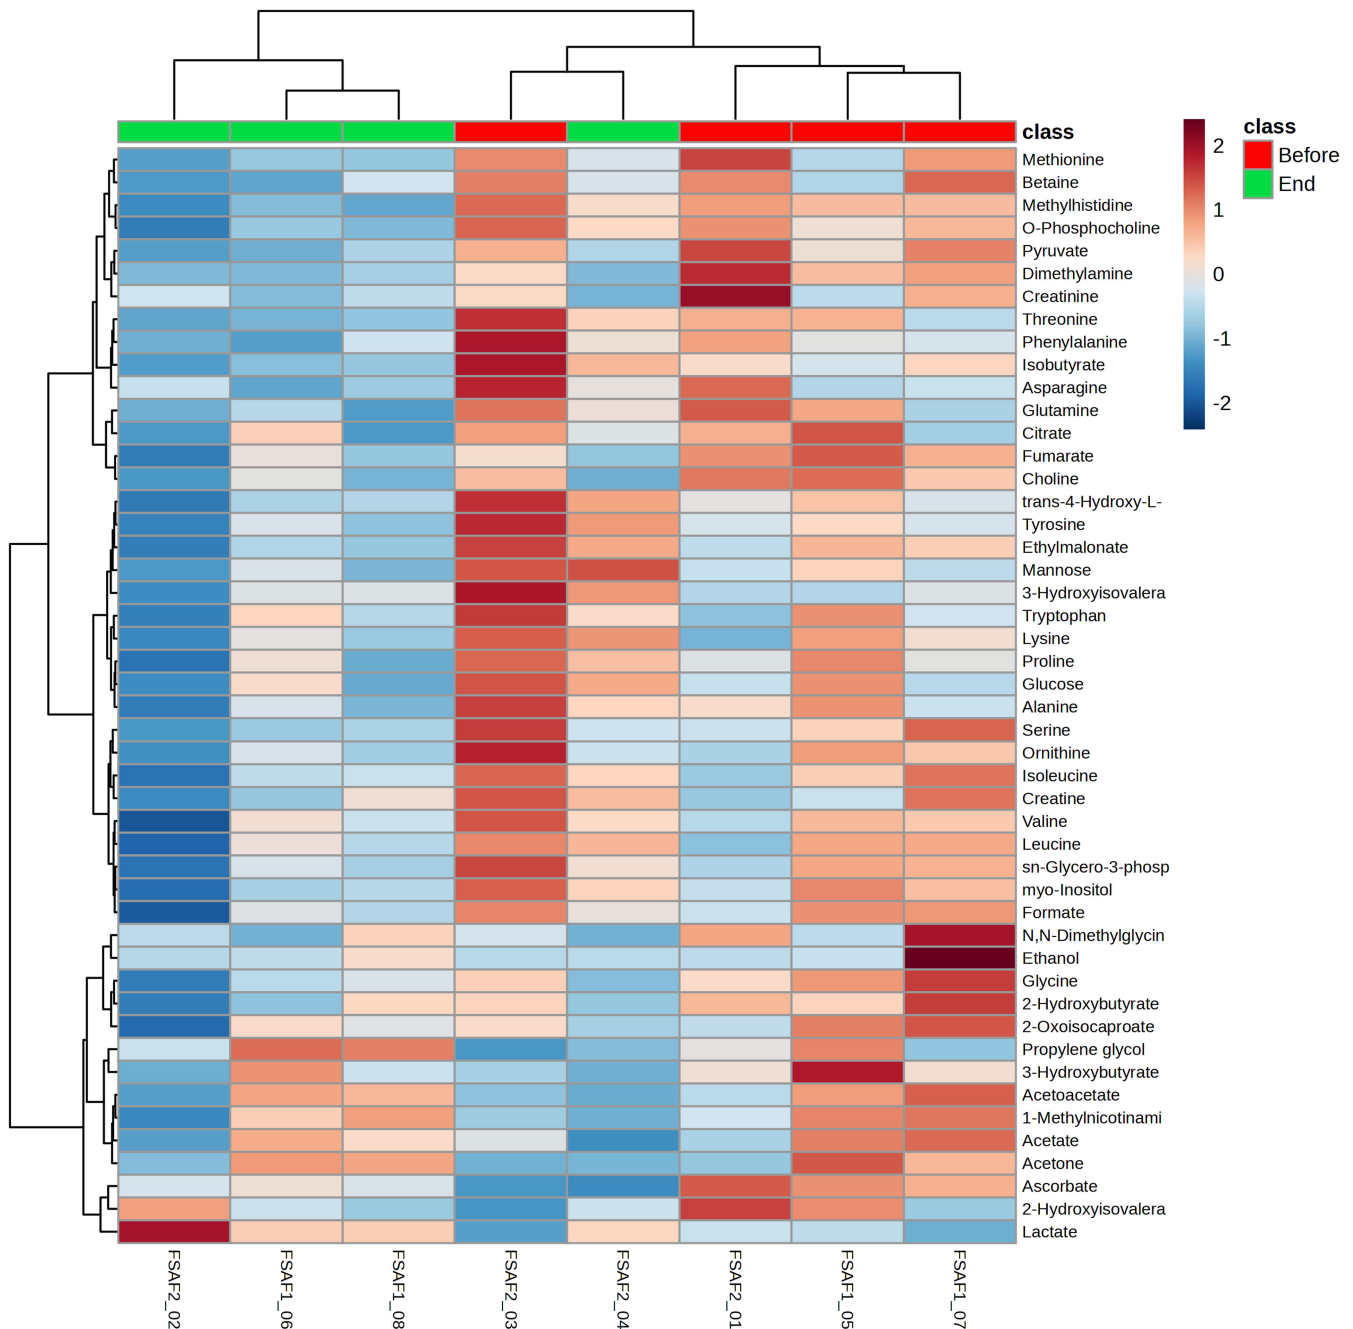 class
Methionine
Betaine
Methylhistidine
O-Phosphocholine
Pyruvate
Dimethylamine
Creatinine
Threonine
Phenylalanine
Isobutyrate
Asparagine
Glutamine
Citrate
Fumarate
Choline
trans-4-Hydroxy-L-
Tyrosine
Ethylmalonate
Mannose
3-Hydroxyisovalera
Tryptophan
Lysine
Proline
Glucose
Alanine
Serine
Ornithine
Isoleucine
Creatine
Valine
Leucine
sn-Glycero-3-phosp
myo-Inositol
Formate
N,N-Dimethylglycin
Ethanol
Glycine
2-Hydroxybutyrate
2-Oxoisocaproate
Propylene glycol
3-Hydroxybutyrate
Acetoacetate
1-Methylnicotinami
Acetate
Acetone
Ascorbate
2-Hydroxyisovalera
Lactate
2
1
0
-1
-2
class
Before
End
FSAF2_02
FSAF1_06
FSAF1_08
FSAF2_03
FSAF2_04
FSAF2_01
FSAF1_05
FSAF1_07